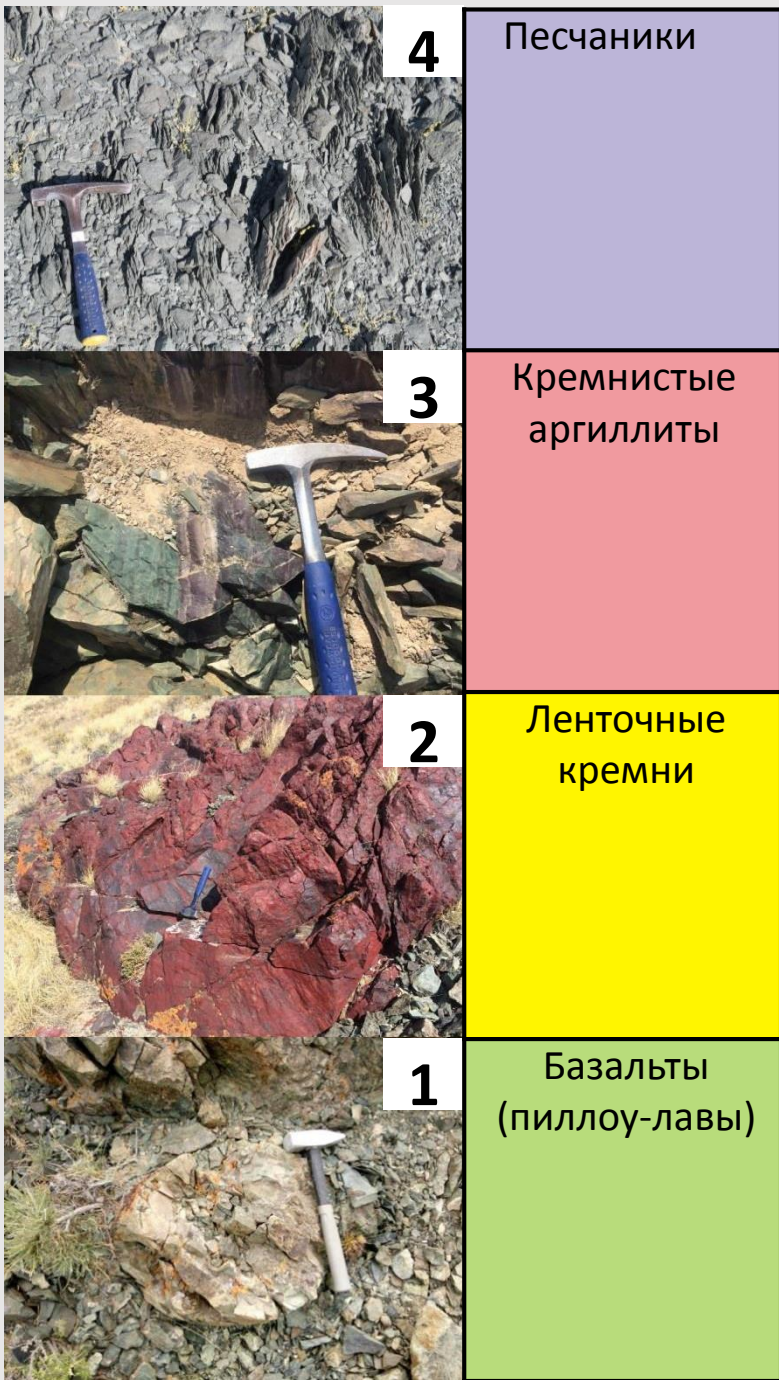 4
Песчаники
3
Кремнистые
аргиллиты
2
Ленточные
кремни
1
Базальты
(пиллоу-лавы)